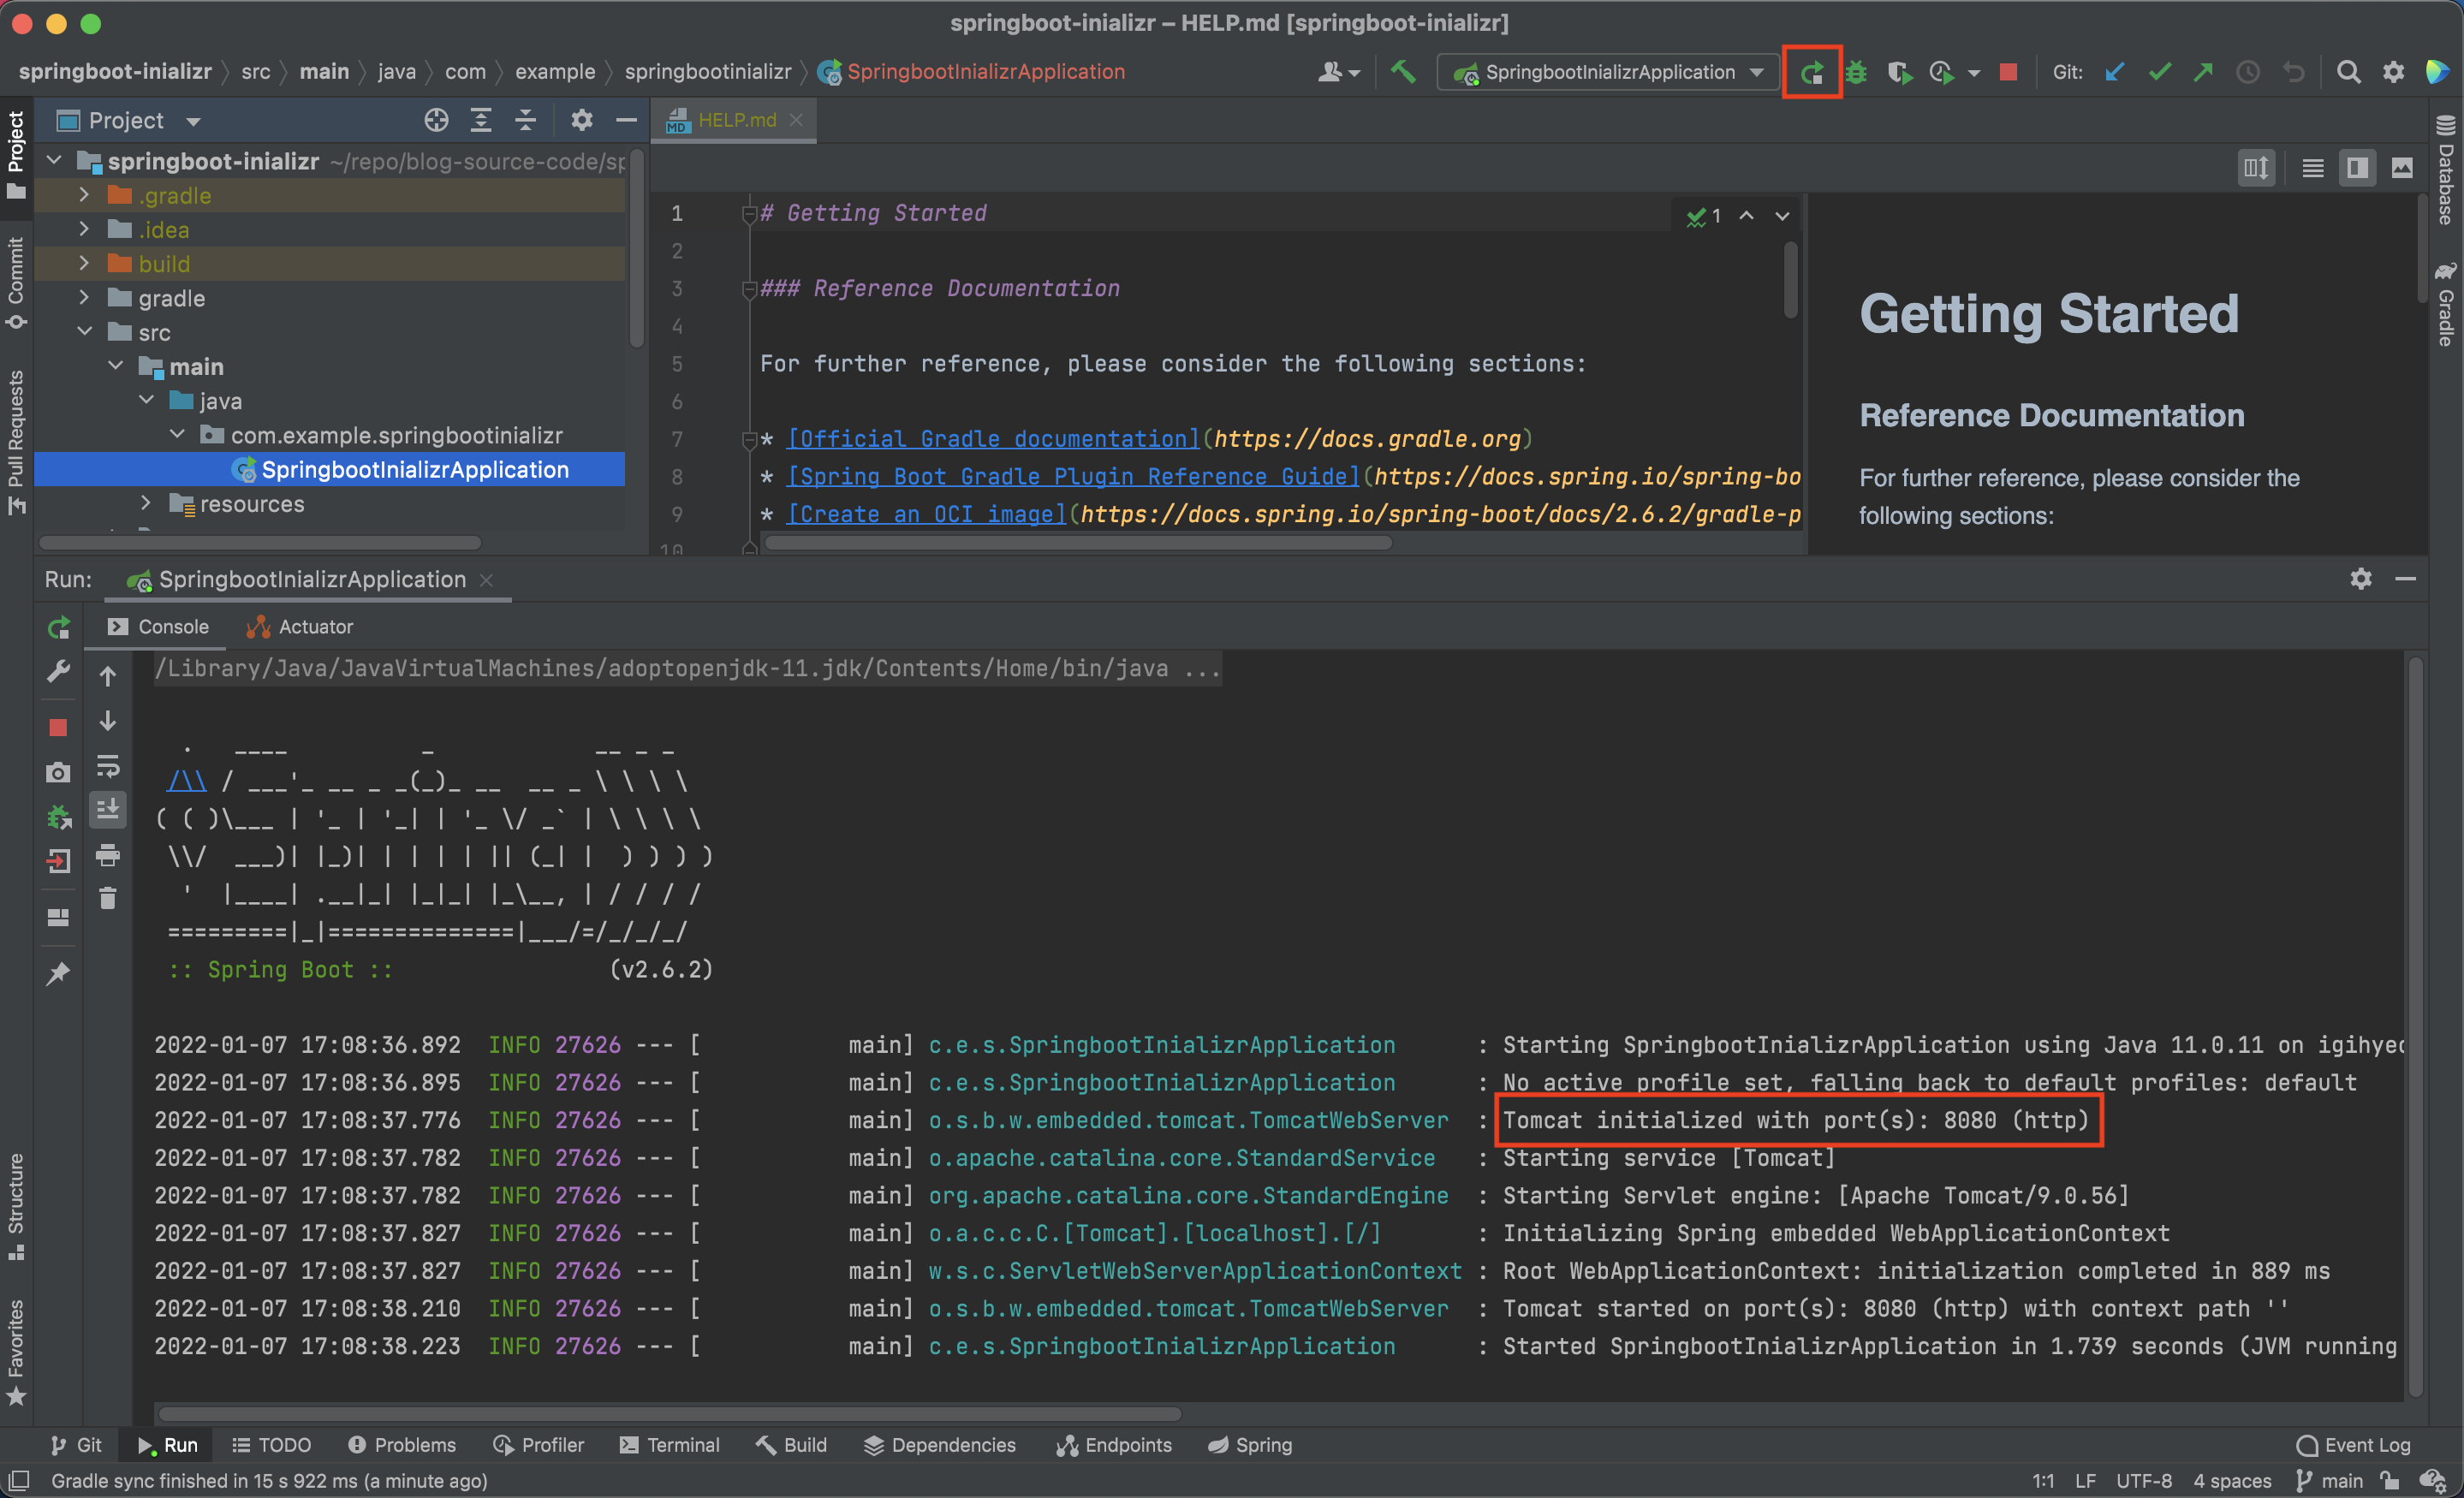 springboot-inializr – HELP.md [springboot-inializr]
springboot-inializr src main java com example springbootinializr SpringbootInializrApplication
SpringbootInializrApplication Git:
Project
HELP.md
springboot-inializr ~/repo/blog-source-code/sp
.gradle
.idea
build
gradle
src
main
java
com.example.springbootinializr
SpringbootInializrApplication
resources
1 # Getting Started
1
2
3 ### Reference Documentation
4
5 For further reference, please consider the following sections:
6
7 * [Official Gradle documentation](https://docs.gradle.org)
8 * [Spring Boot Gradle Plugin Reference Guide](https://docs.spring.io/spring-bo
9 * [Create an OCI image](https://docs.spring.io/spring-boot/docs/2.6.2/gradle-p
10
Getting Started
Reference Documentation
For further reference, please consider the
following sections:
Project
Commit
Pull Requests
Structure
Favorites
Database
Gradle
Run: SpringbootInializrApplication
Console Actuator
/Library/Java/JavaVirtualMachines/adoptopenjdk-11.jdk/Contents/Home/bin/java ...
  .   ____          _            __ _ _
 /\\ / ___'_ __ _ _(_)_ __  __ _ \ \ \ \
( ( )\___ | '_ | '_| | '_ \/ _` | \ \ \ \
 \\/  ___)| |_)| | | | | || (_| |  ) ) ) )
  '  |____| .__|_| |_|_| |_\__, | / / / /
 =========|_|==============|___/=/_/_/_/
 :: Spring Boot ::                (v2.6.2)
2022-01-07 17:08:36.892  INFO 27626 --- [           main] c.e.s.SpringbootInializrApplication      : Starting SpringbootInializrApplication using Java 11.0.11 on igihyeo
2022-01-07 17:08:36.895  INFO 27626 --- [           main] c.e.s.SpringbootInializrApplication      : No active profile set, falling back to default profiles: default
2022-01-07 17:08:37.776  INFO 27626 --- [           main] o.s.b.w.embedded.tomcat.TomcatWebServer  : Tomcat initialized with port(s): 8080 (http)
2022-01-07 17:08:37.782  INFO 27626 --- [           main] o.apache.catalina.core.StandardService   : Starting service [Tomcat]
2022-01-07 17:08:37.782  INFO 27626 --- [           main] org.apache.catalina.core.StandardEngine  : Starting Servlet engine: [Apache Tomcat/9.0.56]
2022-01-07 17:08:37.827  INFO 27626 --- [           main] o.a.c.c.C.[Tomcat].[localhost].[/]       : Initializing Spring embedded WebApplicationContext
2022-01-07 17:08:37.827  INFO 27626 --- [           main] w.s.c.ServletWebServerApplicationContext : Root WebApplicationContext: initialization completed in 889 ms
2022-01-07 17:08:38.210  INFO 27626 --- [           main] o.s.b.w.embedded.tomcat.TomcatWebServer  : Tomcat started on port(s): 8080 (http) with context path ''
2022-01-07 17:08:38.223  INFO 27626 --- [           main] c.e.s.SpringbootInializrApplication      : Started SpringbootInializrApplication in 1.739 seconds (JVM running
Git Run TODO Problems Profiler Terminal Build Dependencies Endpoints Spring Event Log
Gradle sync finished in 15 s 922 ms (a minute ago) 1:1 LF UTF-8 4 spaces main